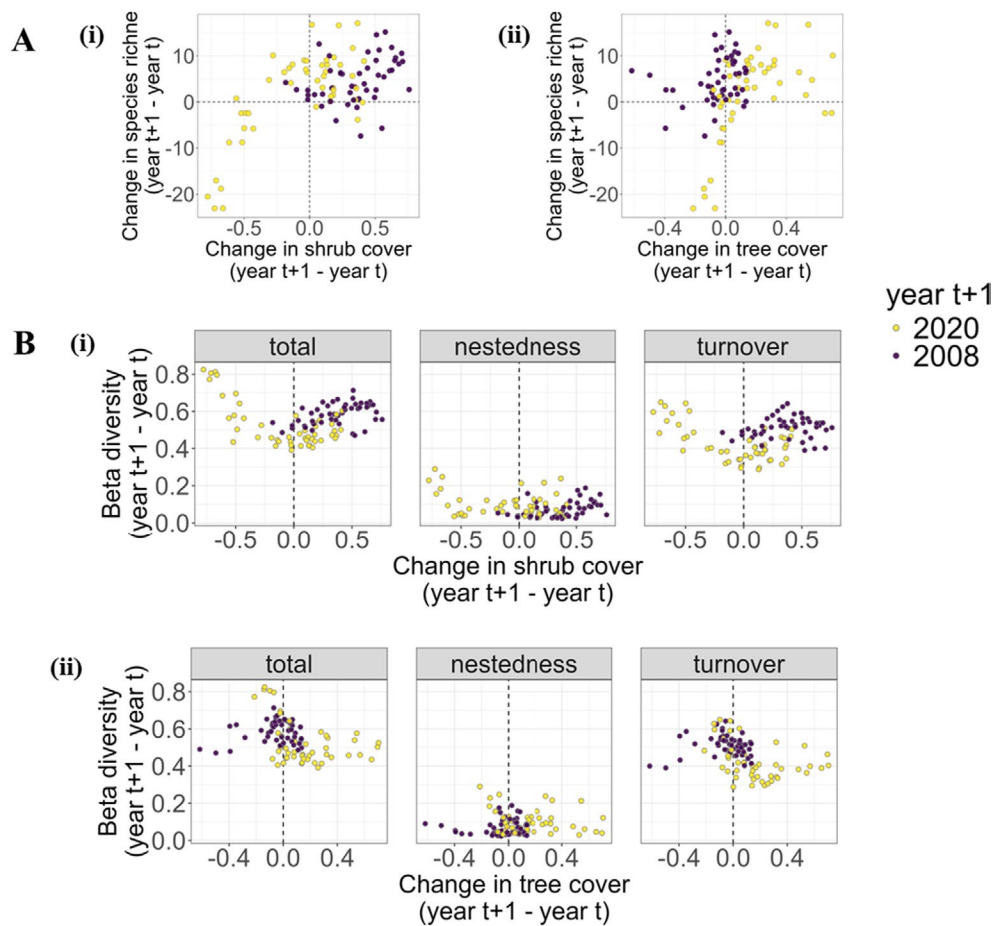 A
(i)
Change in species richne
(year t+1 - year t)
10
0
-10
-20
-0.5
0.0
0.5
Change in shrub cover
(year t+1 - year t)
(ii)
Change in species richne
(year t+1 - year t)
10
0
-10
-20
-0.4
0.0
0.4
Change in tree cover
(year t+1 - year t)
year t+1
2020
2008
B
(i)
total
nestedness
turnover
Beta diversity
(year t+1 - year t)
0.8
0.6
0.4
0.2
0.0
-0.5
0.0
0.5
-0.5
0.0
0.5
-0.5
0.0
0.5
Change in shrub cover
(year t+1 - year t)
(ii)
total
nestedness
turnover
Beta diversity
(year t+1 - year t)
0.8
0.6
0.4
0.2
0.0
-0.4
0.0
0.4
-0.4
0.0
0.4
-0.4
0.0
0.4
Change in tree cover
(year t+1 - year t)